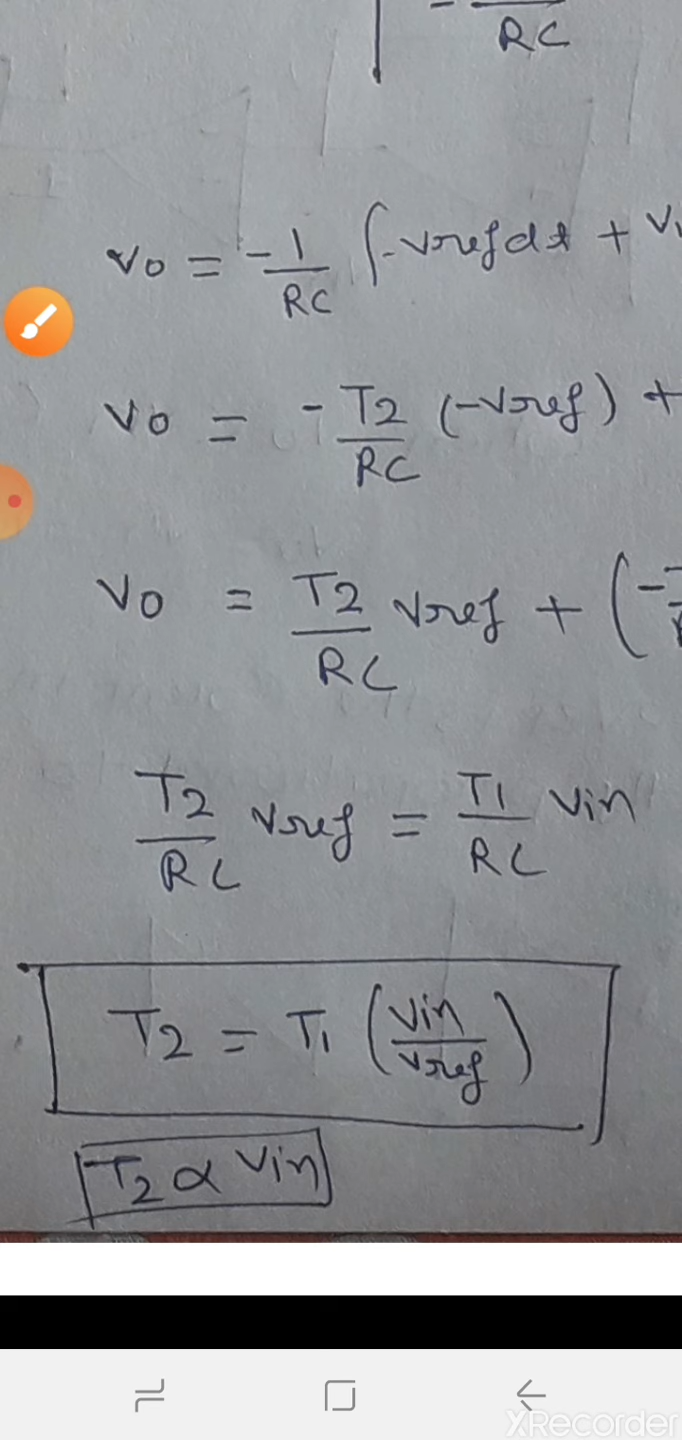 -
RC
Vo = -1/RC ∫-Vref dt + V
Vo = -T2/RC (-Vref) +
Vo = T2/RC Vref + (-
T2/RC Vref = T1/RC Vin
T2 = T1 (Vin/Vref)
T2 ∝ Vin
XRecorder